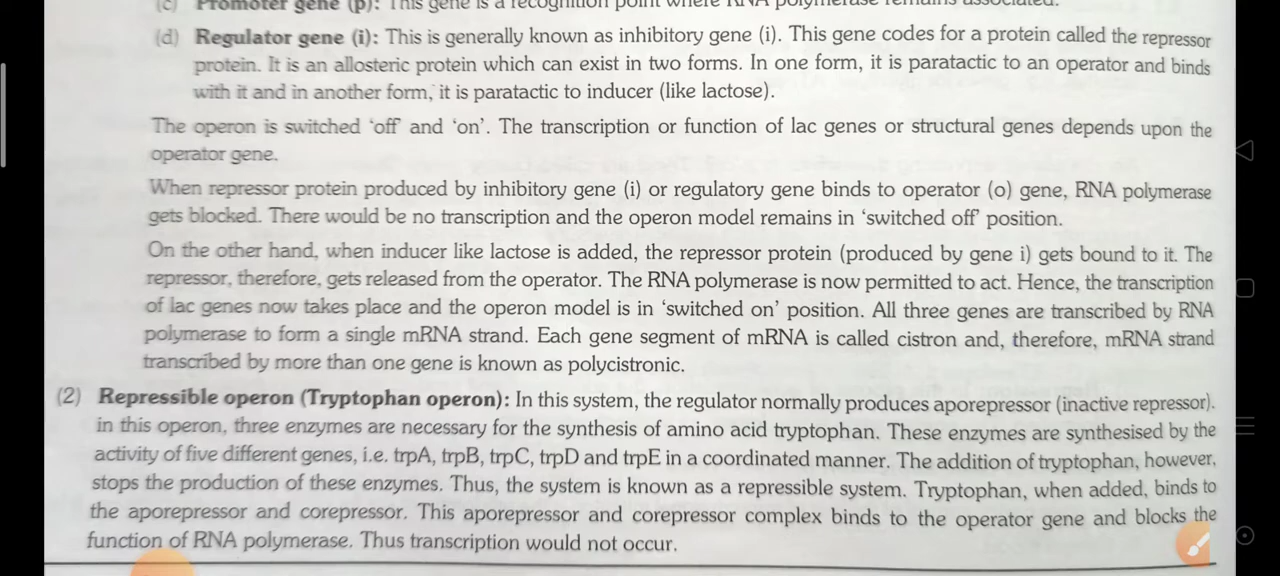 (c) Promoter gene (p): This gene is a recognition point where RNA polymerase remains associated.
(d) Regulator gene (i): This is generally known as inhibitory gene (i). This gene codes for a protein called the repressor
protein. It is an allosteric protein which can exist in two forms. In one form, it is paratactic to an operator and binds
with it and in another form, it is paratactic to inducer (like lactose).
The operon is switched ‘off’ and ‘on’. The transcription or function of lac genes or structural genes depends upon the
operator gene.
When repressor protein produced by inhibitory gene (i) or regulatory gene binds to operator (o) gene, RNA polymerase
gets blocked. There would be no transcription and the operon model remains in ‘switched off’ position.
On the other hand, when inducer like lactose is added, the repressor protein (produced by gene i) gets bound to it. The
repressor, therefore, gets released from the operator. The RNA polymerase is now permitted to act. Hence, the transcription
of lac genes now takes place and the operon model is in ‘switched on’ position. All three genes are transcribed by RNA
polymerase to form a single mRNA strand. Each gene segment of mRNA is called cistron and, therefore, mRNA strand
transcribed by more than one gene is known as polycistronic.
(2) Repressible operon (Tryptophan operon): In this system, the regulator normally produces aporepressor (inactive repressor).
in this operon, three enzymes are necessary for the synthesis of amino acid tryptophan. These enzymes are synthesised by the
activity of five different genes, i.e. trpA, trpB, trpC, trpD and trpE in a coordinated manner. The addition of tryptophan, however,
stops the production of these enzymes. Thus, the system is known as a repressible system. Tryptophan, when added, binds to
the aporepressor and corepressor. This aporepressor and corepressor complex binds to the operator gene and blocks the
function of RNA polymerase. Thus transcription would not occur.